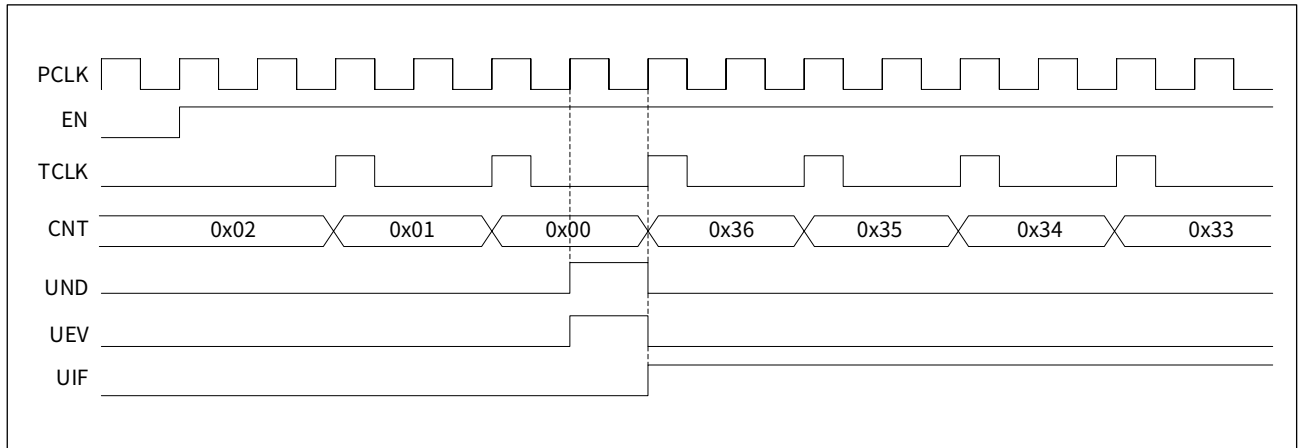 PCLK
EN
TCLK
CNT 0x02 0x01 0x00 0x36 0x35 0x34 0x33
UND
UEV
UIF